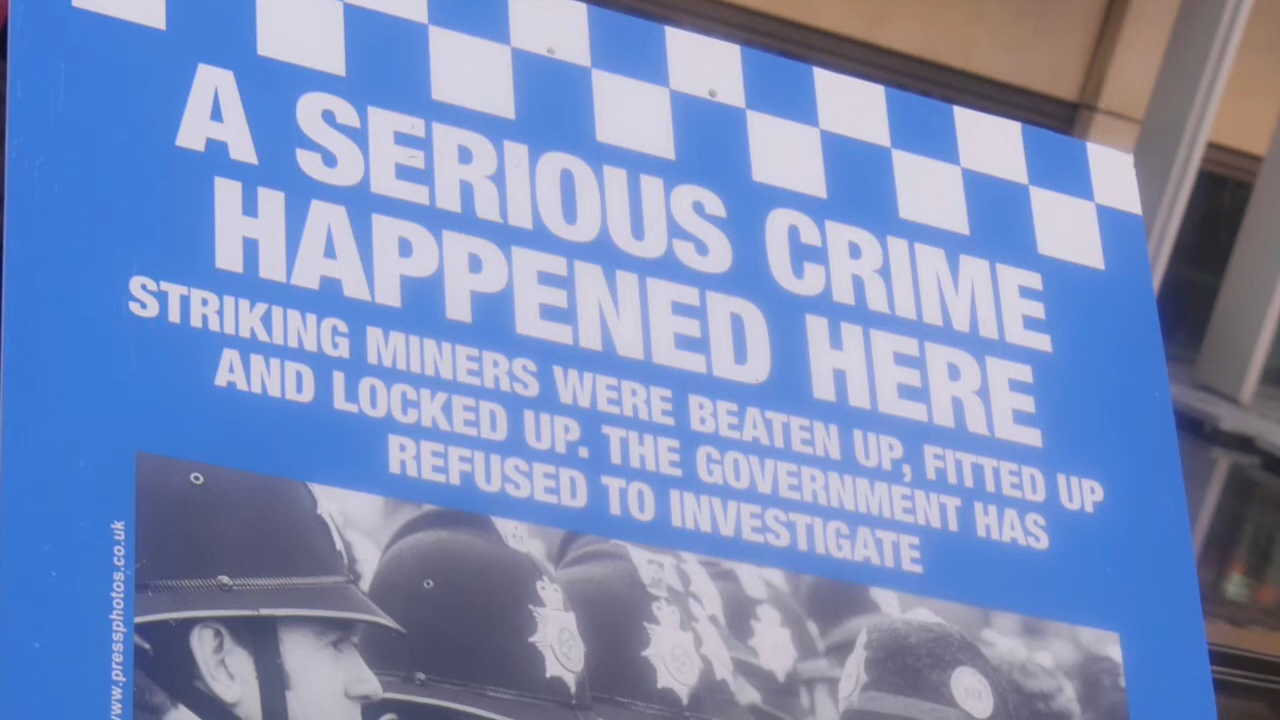 A SERIOUS CRIME
HAPPENED HERE
STRIKING MINERS WERE BEATEN UP, FITTED UP
AND LOCKED UP. THE GOVERNMENT HAS
REFUSED TO INVESTIGATE
www.pressphotos.co.uk